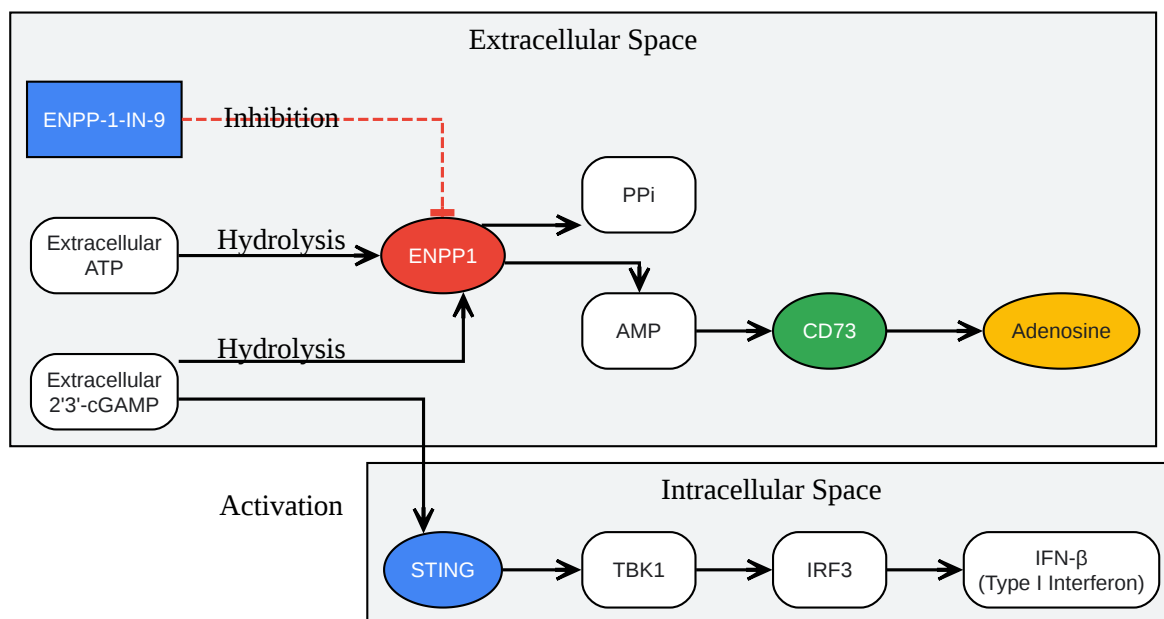 Extracellular Space
ENPP-1-IN-9
Inhibition
PPi
Extracellular
ATP
Hydrolysis
ENPP1
Hydrolysis
AMP
CD73
Adenosine
Extracellular
2'3'-cGAMP
Activation
Intracellular Space
STING
TBK1
IRF3
IFN-β
(Type I Interferon)